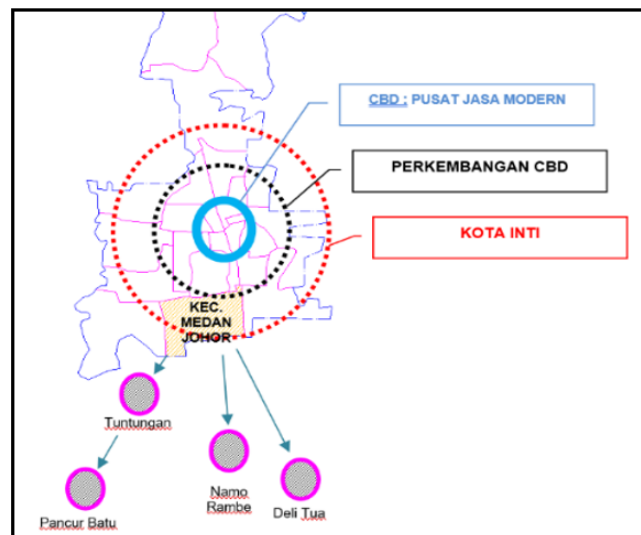 CBD : PUSAT JASA MODERN
PERKEMBANGAN CBD
KOTA INTI
KEC.
MEDAN
JOHOR
Tuntungan
Namo
Rambe
Deli Tua
Pancur Batu